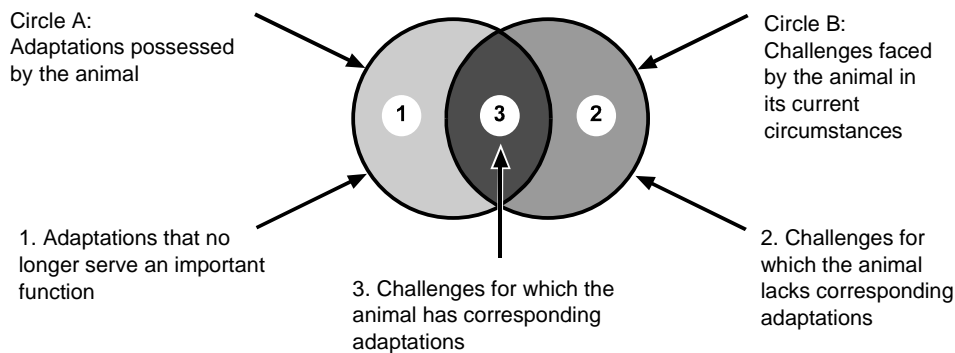 Circle A:
Adaptations possessed
by the animal
Circle B:
Challenges faced
by the animal in
its current
circumstances
1
3
2
1. Adaptations that no
longer serve an important
function
3. Challenges for which the
animal has corresponding
adaptations
2. Challenges for
which the animal
lacks corresponding
adaptations